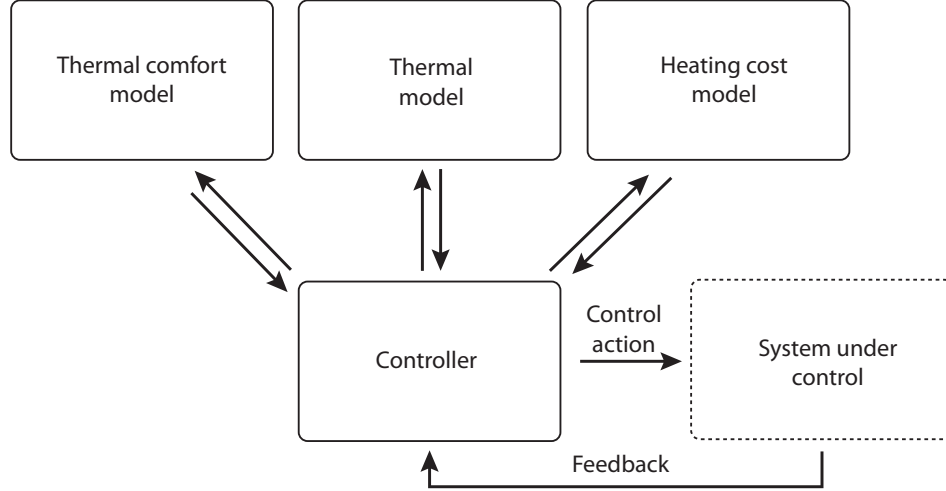 Thermal comfort
model
Thermal
model
Heating cost
model
Controller
Control
action
System under
control
Feedback